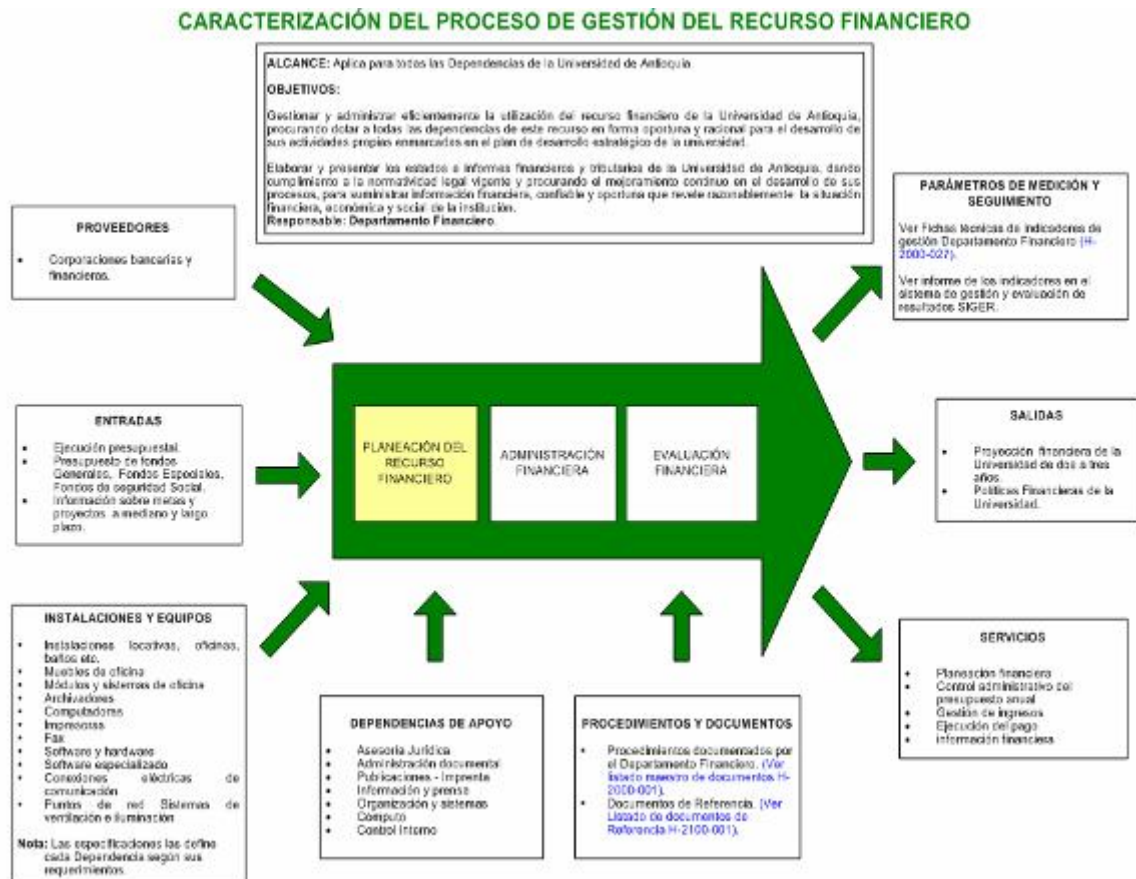 CARACTERIZACIÓN DEL PROCESO DE GESTIÓN DEL RECURSO FINANCIERO
ALCANCE: Aplica para todas las Dependencias de la Universidad de Antioquia
OBJETIVOS:
Gestionar y administrar eficientemente la utilización del recurso financiero de la Universidad de Antioquia,
procurando dotar a todas las dependencias de este recurso en forma oportuna y racional para el desarrollo de
sus actividades propias enmarcados en el plan de desarrollo estratégico de la universidad.
Elaborar y presentar los estados e informes financieros y tributarios de la Universidad de Antioquia, dando
cumplimiento a la normatividad legal vigente y procurando el mejoramiento continuo en el desarrollo de sus
procesos, para suministrar información financiera, confiable y oportuna que revele razonablemente la situación
financiera, económica y social de la institución.
Responsable: Departamento Financiero.
PROVEEDORES
• Corporaciones bancarias y
financieras.
PARÁMETROS DE MEDICIÓN Y
SEGUIMIENTO
Ver Fichas técnicas de indicadores de
gestión Departamento Financiero (H-
2000-027).
Ver informe de los indicadores en el
sistema de gestión y evaluación de
resultados SIGER.
ENTRADAS
• Ejecución presupuestal.
• Presupuesto de fondos
Generales, Fondos Especiales,
Fondos de seguridad Social.
• Información sobre metas y
proyectos a mediano y largo
plazo.
PLANEACIÓN DEL
RECURSO
FINANCIERO
ADMINISTRACIÓN
FINANCIERA
EVALUACIÓN
FINANCIERA
SALIDAS
• Proyección financiera de la
Universidad de dos a tres
años.
• Políticas Financieras de la
Universidad.
INSTALACIONES Y EQUIPOS
• Instalaciones locativas, oficinas,
baños etc.
• Muebles de oficina
• Módulos y sistemas de oficina
• Archivadores
• Computadores
• Impresoras
• Fax
• Software y hardware
• Software especializado
• Conexiones eléctricas de
comunicación
• Puntos de red Sistemas de
ventilación e iluminación
Nota: Las especificaciones las define
cada Dependencia según sus
requerimientos.
DEPENDENCIAS DE APOYO
• Asesoría Jurídica
• Administración documental
• Publicaciones - Imprenta
• Información y prensa
• Organización y sistemas
• Cómputo
• Control Interno
PROCEDIMIENTOS Y DOCUMENTOS
• Procedimientos documentados por
el Departamento Financiero. (Ver
listado maestro de documentos H-
2000-001).
• Documentos de Referencia. (Ver
Listado de documentos de
Referencia H-2100-001).
SERVICIOS
• Planeación financiera
• Control administrativo del
presupuesto anual
• Gestión de ingresos
• Ejecución del pago
• información financiera